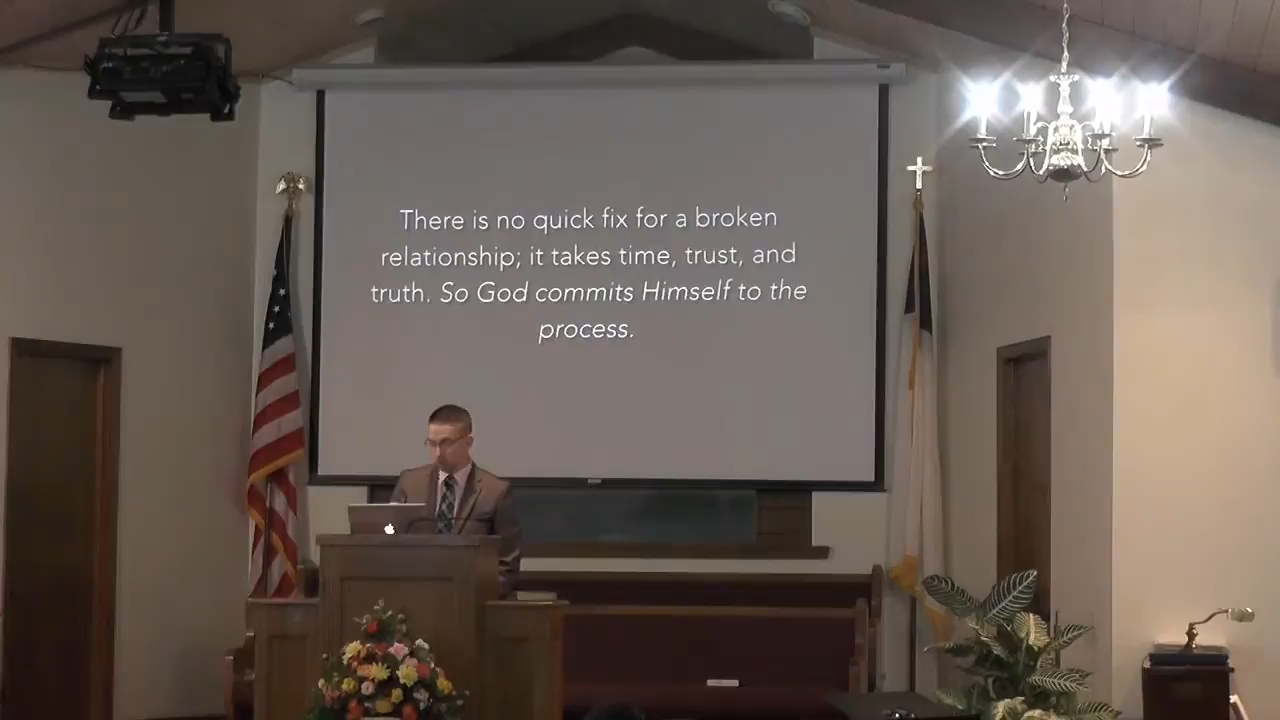 There is no quick fix for a broken
relationship; it takes time, trust, and
truth. So God commits Himself to the
process.